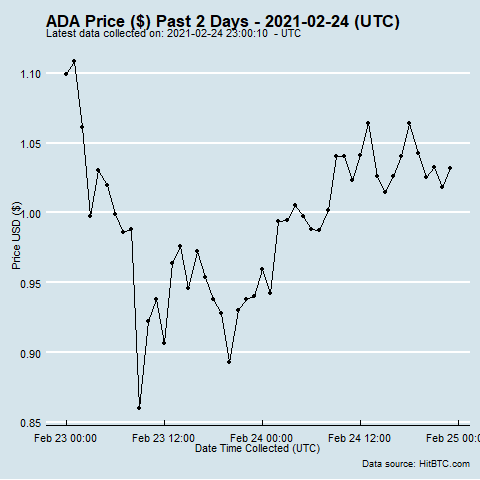 ADA Price ($) Past 2 Days - 2021-02-24 (UTC)
Latest data collected on: 2021-02-24 23:00:10 - UTC
Price USD ($)
1.10
1.05
1.00
0.95
0.90
0.85
Feb 23 00:00 Feb 23 12:00 Feb 24 00:00 Feb 24 12:00 Feb 25 00:00
Date Time Collected (UTC)
Data source: HitBTC.com